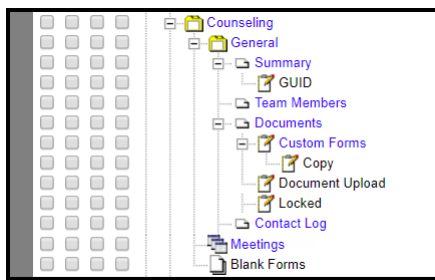 Counseling
General
Summary
GUID
Team Members
Documents
Custom Forms
Copy
Document Upload
Locked
Contact Log
Meetings
Blank Forms